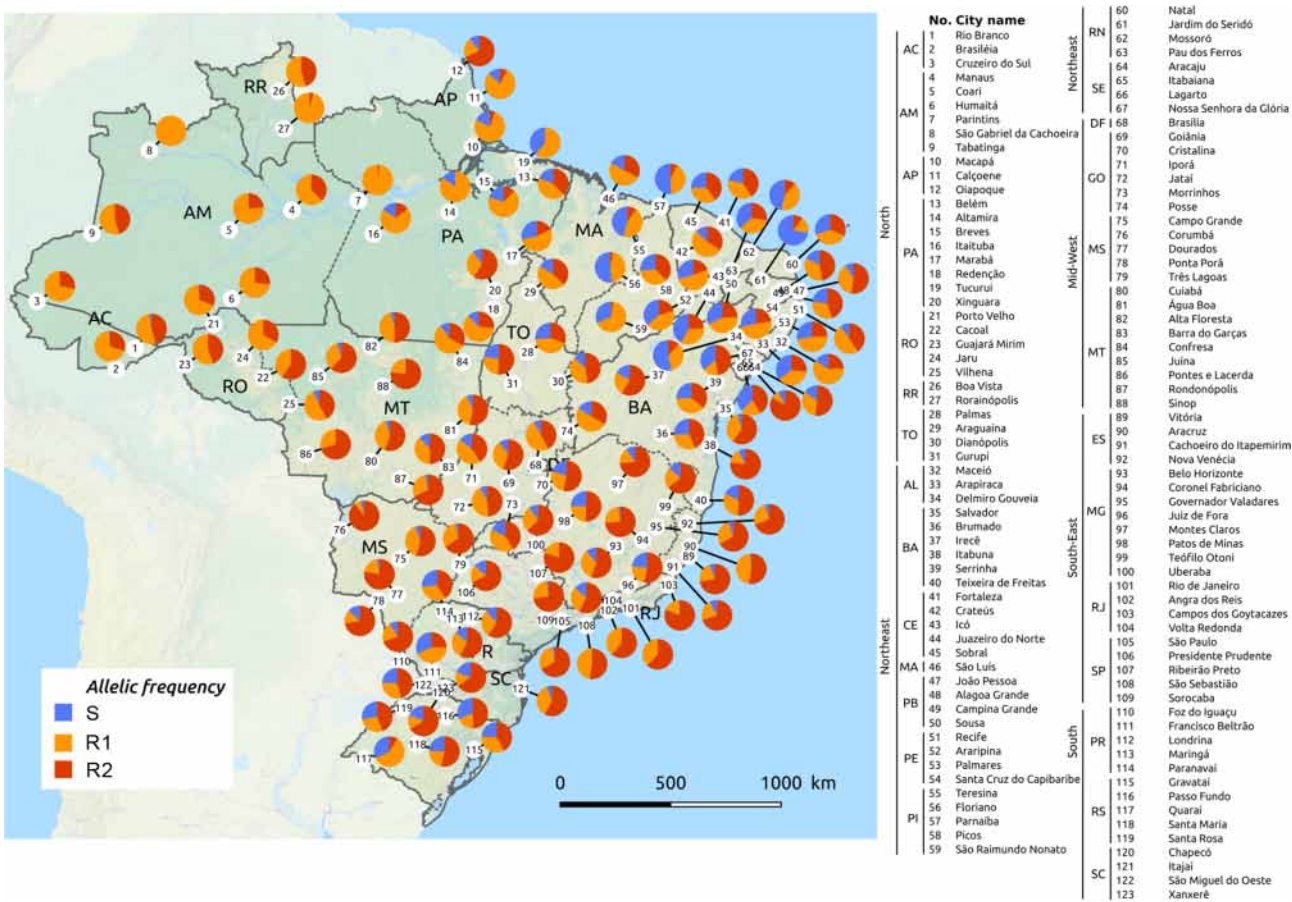 No. City name
North
AC
1 Rio Branco
2 Brasiléia
3 Cruzeiro do Sul
AM
4 Manaus
5 Coari
6 Humaitá
7 Parintins
8 São Gabriel da Cachoeira
9 Tabatinga
AP
10 Macapá
11 Calçoene
12 Oiapoque
PA
13 Belém
14 Altamira
15 Breves
16 Itaituba
17 Marabá
18 Redenção
19 Tucurui
20 Xinguara
RO
21 Porto Velho
22 Cacoal
23 Guajará Mirim
24 Jaru
25 Vilhena
RR
26 Boa Vista
27 Rorainópolis
TO
28 Palmas
29 Araguaina
30 Dianópolis
31 Gurupi
Northeast
AL
32 Maceió
33 Arapiraca
34 Delmiro Gouveia
BA
35 Salvador
36 Brumado
37 Irecê
38 Itabuna
39 Serrinha
40 Teixeira de Freitas
CE
41 Fortaleza
42 Crateús
43 Icó
44 Juazeiro do Norte
45 Sobral
MA
46 São Luís
PB
47 João Pessoa
48 Alagoa Grande
49 Campina Grande
50 Sousa
PE
51 Recife
52 Araripina
53 Palmares
54 Santa Cruz do Capibaribe
PI
55 Teresina
56 Floriano
57 Parnaíba
58 Picos
59 São Raimundo Nonato
Northeast
RN
60 Natal
61 Jardim do Seridó
62 Mossoró
63 Pau dos Ferros
SE
64 Aracaju
65 Itabaiana
66 Lagarto
67 Nossa Senhora da Glória
Mid-West
DF
68 Brasília
GO
69 Goiânia
70 Cristalina
71 Iporá
72 Jataí
73 Morrinhos
74 Posse
MS
75 Campo Grande
76 Corumbá
77 Dourados
78 Ponta Porã
79 Três Lagoas
MT
80 Cuiabá
81 Água Boa
82 Alta Floresta
83 Barra do Garças
84 Confresa
85 Juína
86 Pontes e Lacerda
87 Rondonópolis
88 Sinop
South-East
ES
89 Vitória
90 Aracruz
91 Cachoeiro do Itapemirim
92 Nova Venécia
MG
93 Belo Horizonte
94 Coronel Fabriciano
95 Governador Valadares
96 Juiz de Fora
97 Montes Claros
98 Patos de Minas
99 Teófilo Otoni
100 Uberaba
RJ
101 Rio de Janeiro
102 Angra dos Reis
103 Campos dos Goytacazes
104 Volta Redonda
SP
105 São Paulo
106 Presidente Prudente
107 Ribeirão Preto
108 São Sebastião
109 Sorocaba
South
PR
110 Foz do Iguaçu
111 Francisco Beltrão
112 Londrina
113 Maringá
114 Paranavaí
RS
115 Gravataí
116 Passo Fundo
117 Quarai
118 Santa Maria
119 Santa Rosa
SC
120 Chapecó
121 Itajaí
122 São Miguel do Oeste
123 Xanxerê
RR
AP
AM
PA
MA
AC
RO
TO
MT
BA
MS
RJ
R
SC
Allelic frequency
S
R1
R2
0 500 1000 km